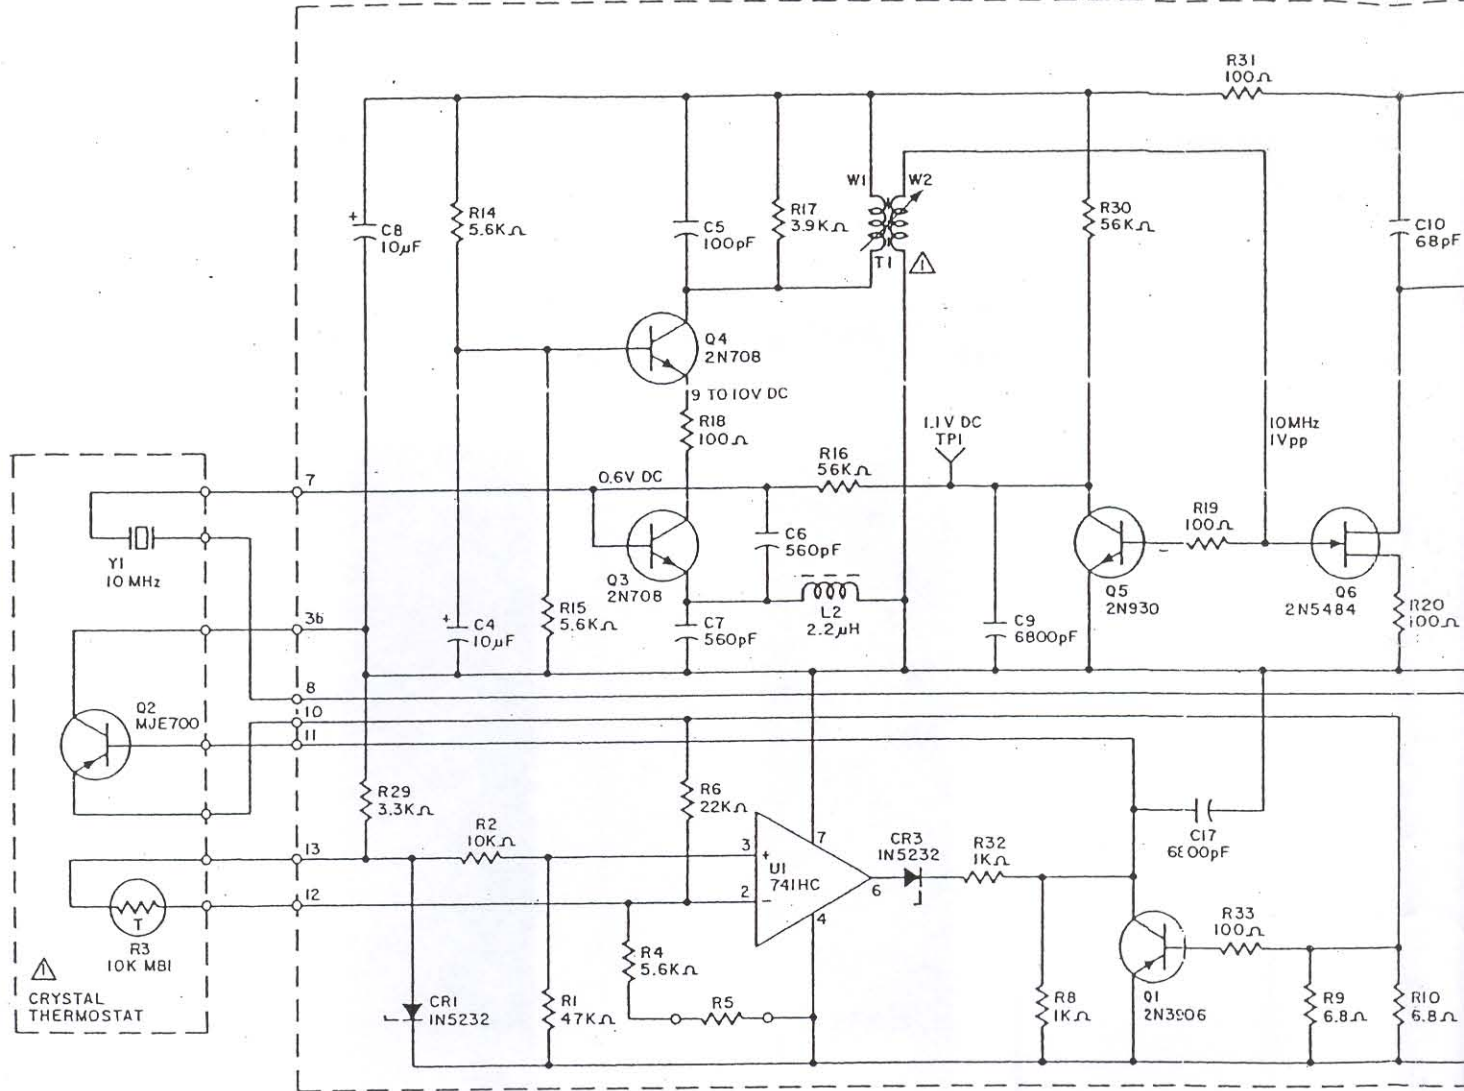 R31
100Ω
C8
10µF
+
R14
5.6KΩ
C5
100pF
R17
3.9KΩ
W1
W2
T1
1
R30
56KΩ
C10
68pF
Q4
2N708
9 TO 10V DC
R18
100Ω
1.1V DC
TP1
10MHz
1Vpp
7
0.6V DC
R16
56KΩ
Y1
10 MHz
Q3
2N708
C6
560pF
R19
100Ω
Q5
2N930
Q6
2N5484
36
+
C4
10µF
R15
5.6KΩ
C7
560pF
L2
2.2µH
C9
6800pF
R20
100Ω
8
10
11
Q2
MJE700
R29
3.3KΩ
R6
22KΩ
7
C17
6800pF
13
R2
10KΩ
3
+
U1
741HC
CR3
1N5232
R32
1KΩ
12
2
−
6
4
R3
10K MB1
T
R4
5.6KΩ
R33
100Ω
1
CRYSTAL
THERMOSTAT
CR1
1N5232
R1
47KΩ
R5
R8
1KΩ
Q1
2N3906
R9
6.8Ω
R10
6.8Ω